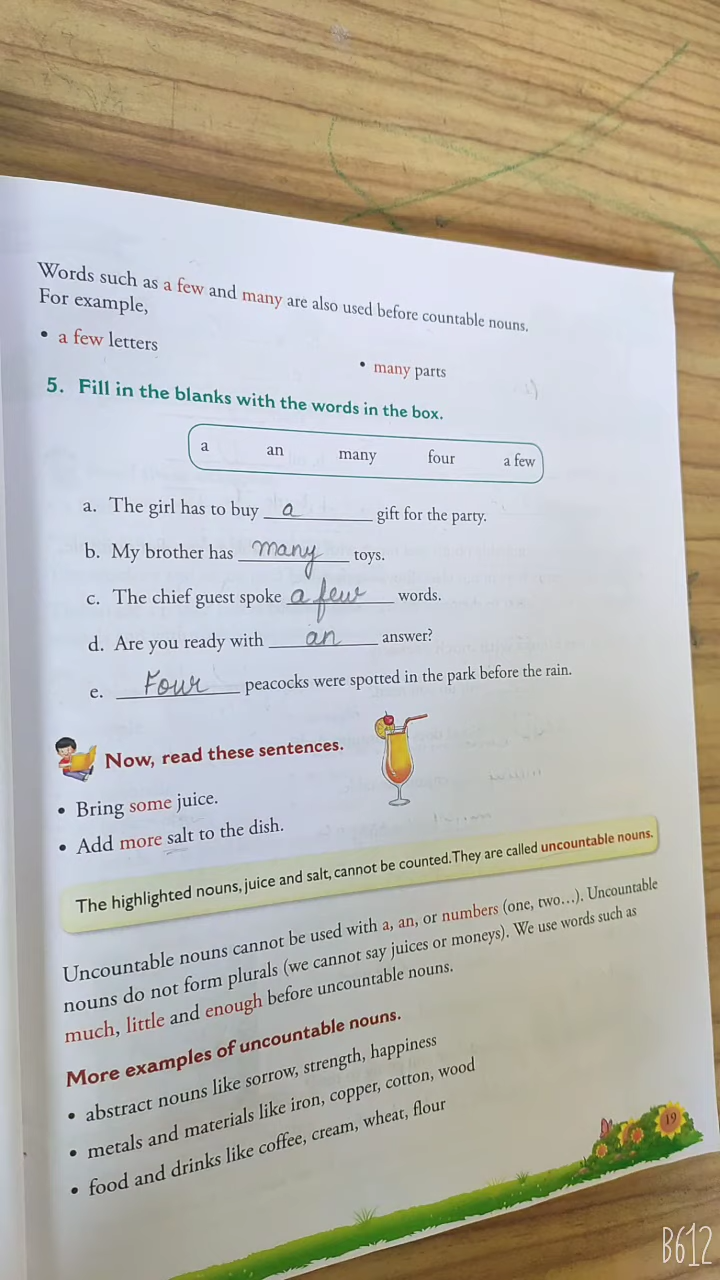 Words such as a few and many are also used before countable nouns.
For example,
• a few letters
• many parts
5. Fill in the blanks with the words in the box.
a an many four a few
a. The girl has to buy a gift for the party.
b. My brother has many toys.
c. The chief guest spoke a few words.
d. Are you ready with an answer?
e. Four peacocks were spotted in the park before the rain.
Now, read these sentences.
• Bring some juice.
• Add more salt to the dish.
The highlighted nouns, juice and salt, cannot be counted. They are called uncountable nouns.
Uncountable nouns cannot be used with a, an, or numbers (one, two...). Uncountable
nouns do not form plurals (we cannot say juices or moneys). We use words such as
much, little and enough before uncountable nouns.
More examples of uncountable nouns.
• abstract nouns like sorrow, strength, happiness
• metals and materials like iron, copper, cotton, wood
• food and drinks like coffee, cream, wheat, flour
19
B612